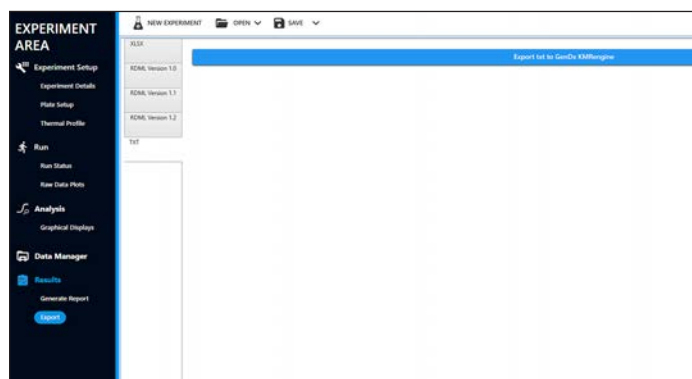 EXPERIMENT
AREA
Experiment Setup
Experiment Details
Plate Setup
Thermal Profile
Run
Run Status
Raw Data Plots
Analysis
Graphical Displays
Data Manager
Results
Generate Report
Export
NEW EXPERIMENT OPEN SAVE
XLSX
RDML Version 1.0
RDML Version 1.1
RDML Version 1.2
TXT
Export txt to GenDx KMRengine